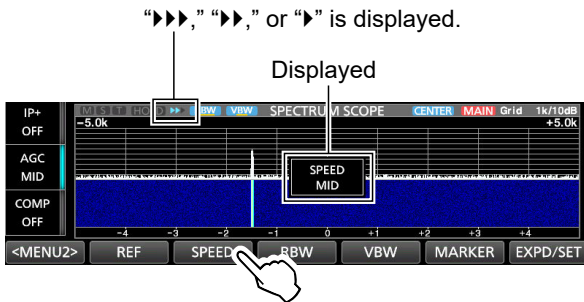 “▶▶▶,” “▶▶,” or “▶” is displayed.
Displayed
IP+ OFF
M S T HOLD ▶▶ RBW VBW SPECTRUM SCOPE CENTER MAIN Grid 1k/10dB
-5.0k +5.0k
AGC MID
SPEED
MID
COMP OFF
-4 -3 -2 -1 0 +1 +2 +3 +4
<MENU2> REF SPEED RBW VBW MARKER EXPD/SET